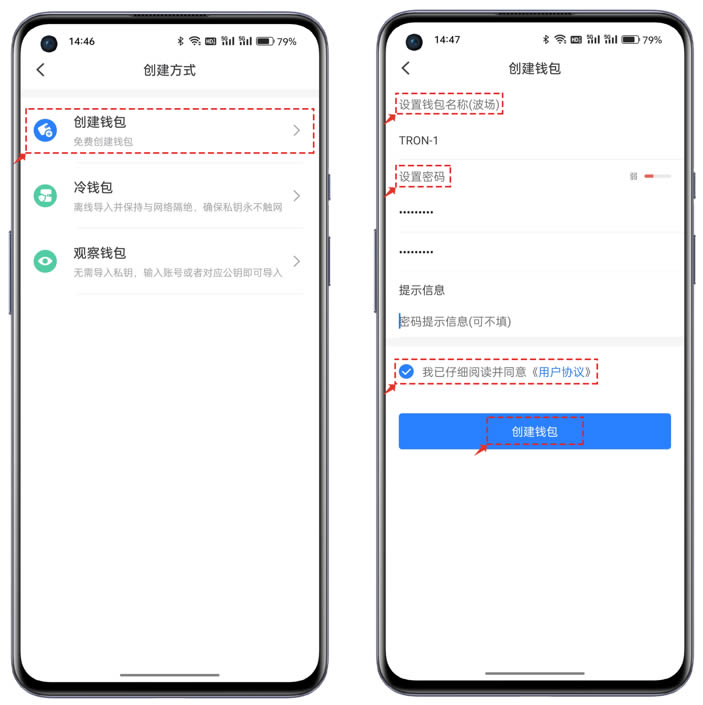 14:46
79%
创建方式
创建钱包
免费创建钱包
冷钱包
离线导入并保持与网络隔绝，确保私钥永不触网
观察钱包
无需导入私钥，输入账号或者对应公钥即可导入
14:47
79%
创建钱包
设置钱包名称(波场)
TRON-1
设置密码
弱
•••••••••
•••••••••
提示信息
密码提示信息(可不填)
我已仔细阅读并同意《用户协议》
创建钱包